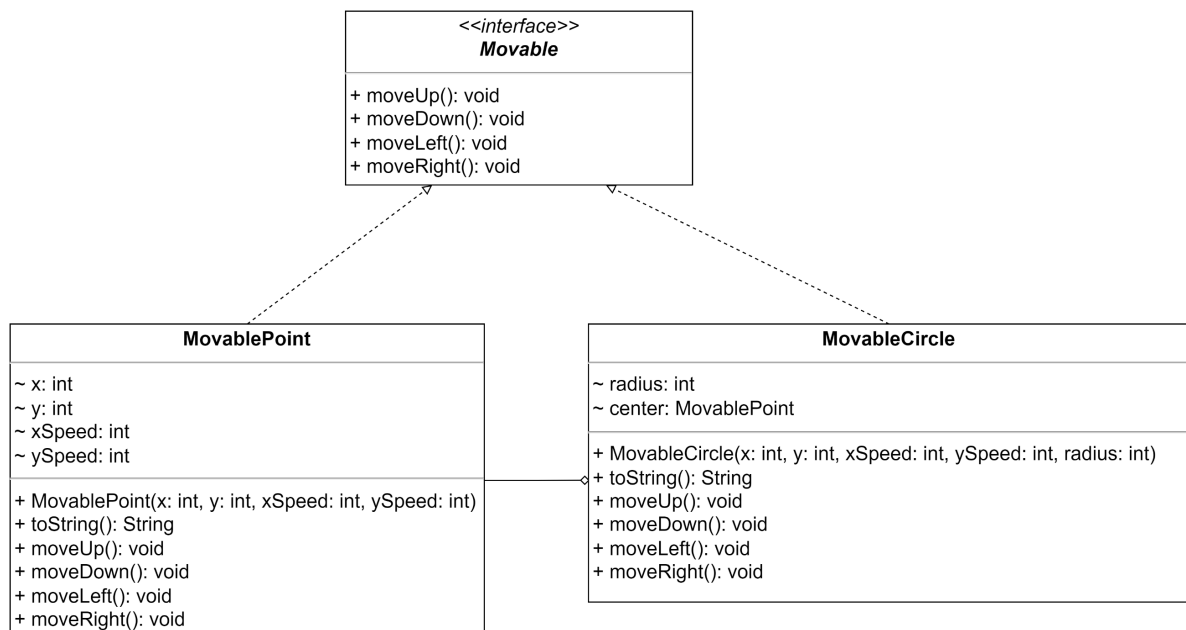 <<interface>>
Movable
+ moveUp(): void
+ moveDown(): void
+ moveLeft(): void
+ moveRight(): void
MovablePoint
~ x: int
~ y: int
~ xSpeed: int
~ ySpeed: int
+ MovablePoint(x: int, y: int, xSpeed: int, ySpeed: int)
+ toString(): String
+ moveUp(): void
+ moveDown(): void
+ moveLeft(): void
+ moveRight(): void
MovableCircle
~ radius: int
~ center: MovablePoint
+ MovableCircle(x: int, y: int, xSpeed: int, ySpeed: int, radius: int)
+ toString(): String
+ moveUp(): void
+ moveDown(): void
+ moveLeft(): void
+ moveRight(): void